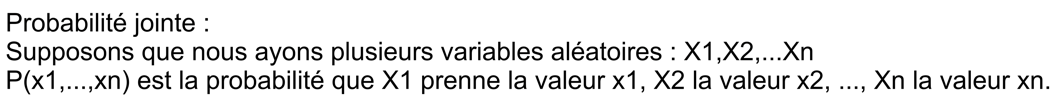 Probabilité jointe :
Supposons que nous ayons plusieurs variables aléatoires : X1,X2,...Xn
P(x1,...,xn) est la probabilité que X1 prenne la valeur x1, X2 la valeur x2, ..., Xn la valeur xn.